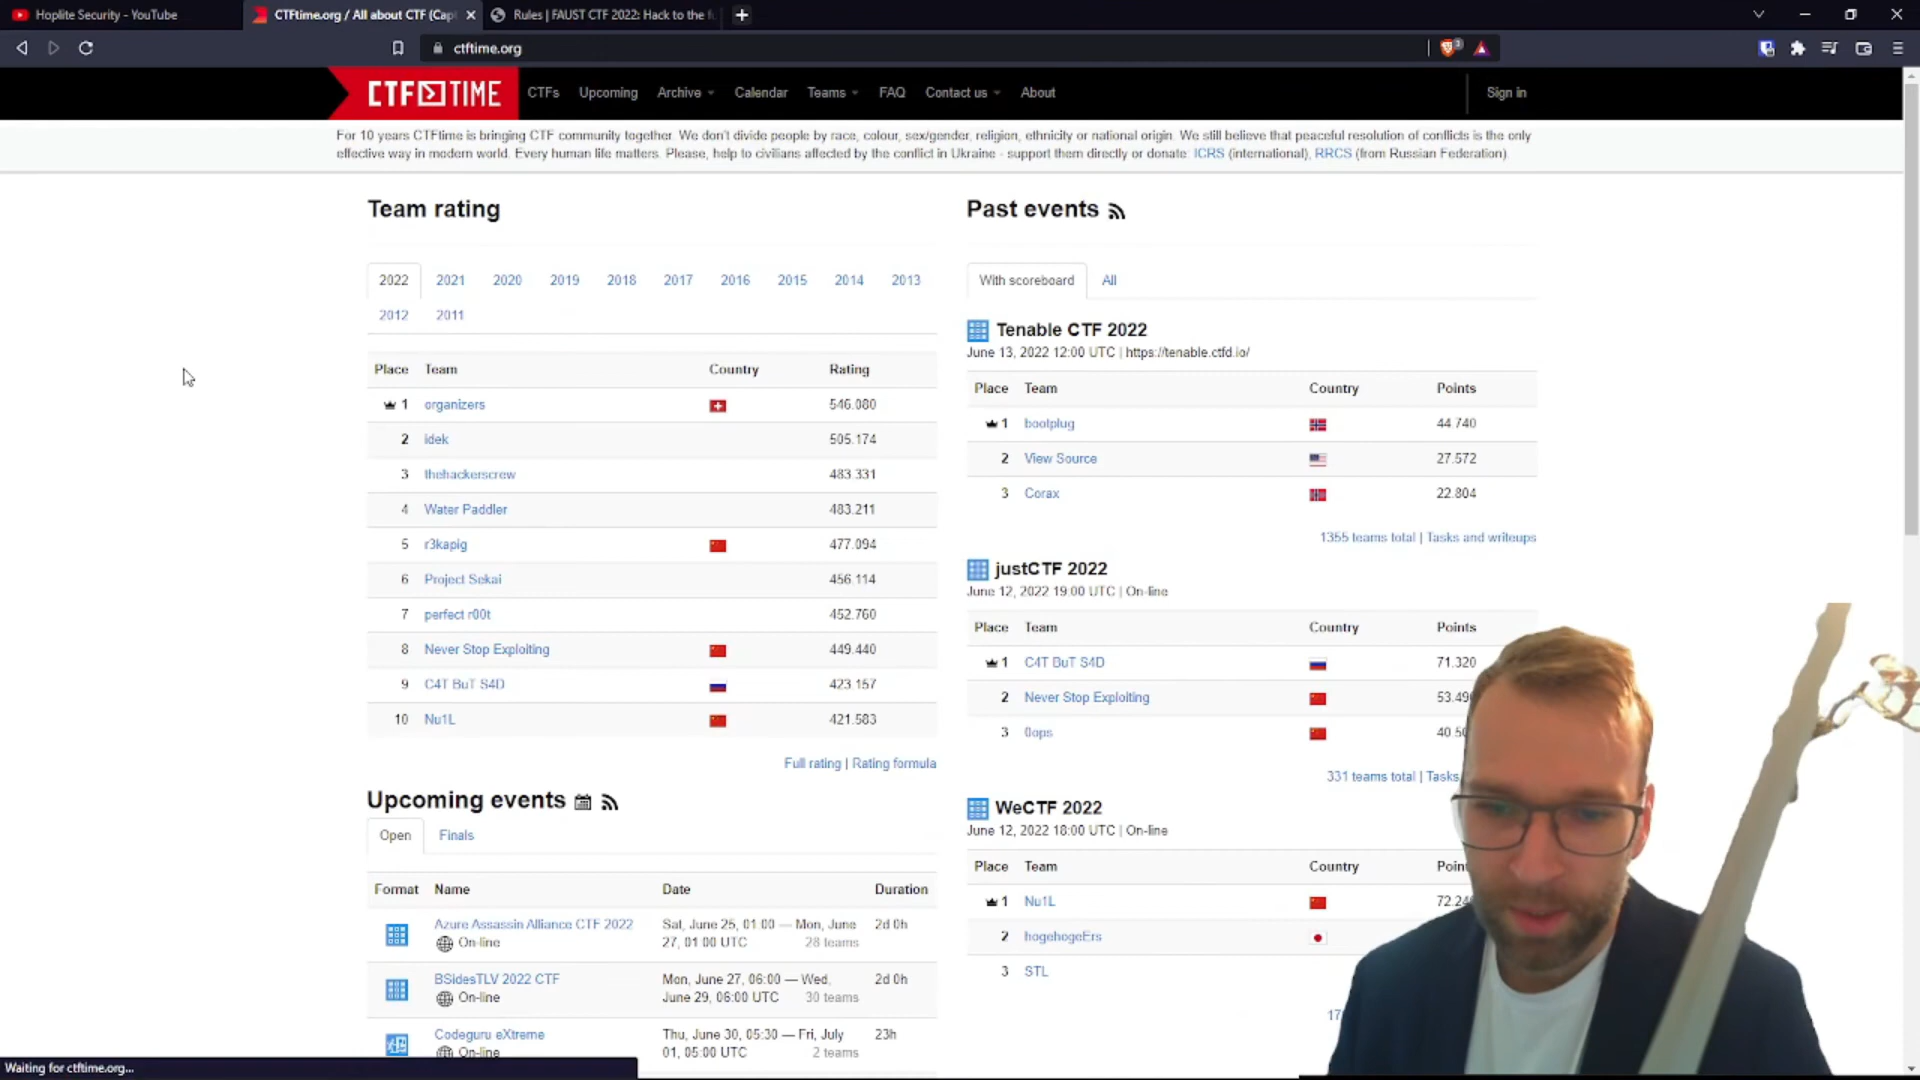 Hoplite Security - YouTube
CTFtime.org / All about CTF (Cap
Rules | FAUST CTF 2022: Hack to the f
ctftime.org
CTF TIME
CTFs
Upcoming
Archive
Calendar
Teams
FAQ
Contact us
About
Sign in
For 10 years CTFtime is bringing CTF community together. We don't divide people by race, colour, sex/gender, religion, ethnicity or national origin. We still believe that peaceful resolution of conflicts is the only
effective way in modern world. Every human life matters. Please, help to civilians affected by the conflict in Ukraine - support them directly or donate: ICRS (international), RRCS (from Russian Federation)
Team rating
2022 2021 2020 2019 2018 2017 2016 2015 2014 2013
2012 2011
Place Team Country Rating
1 organizers 546.080
2 idek 505.174
3 thehackerscrew 483.331
4 Water Paddler 483.211
5 r3kapig 477.094
6 Project Sekai 456.114
7 perfect r00t 452.760
8 Never Stop Exploiting 449.440
9 C4T BuT S4D 423.157
10 Nu1L 421.583
Full rating | Rating formula
Upcoming events
Open Finals
Format Name Date Duration
Azure Assassin Alliance CTF 2022 Sat, June 25, 01:00 — Mon, June 2d 0h
On-line 27, 01:00 UTC 28 teams
BSidesTLV 2022 CTF Mon, June 27, 06:00 — Wed, 2d 0h
On-line June 29, 06:00 UTC 30 teams
Codeguru eXtreme Thu, June 30, 05:30 — Fri, July 23h
On-line 01, 05:00 UTC 2 teams
Past events
With scoreboard All
Tenable CTF 2022
June 13, 2022 12:00 UTC | https://tenable.ctfd.io/
Place Team Country Points
1 bootplug 44.740
2 View Source 27.572
3 Corax 22.804
1355 teams total | Tasks and writeups
justCTF 2022
June 12, 2022 19:00 UTC | On-line
Place Team Country Points
1 C4T BuT S4D 71.320
2 Never Stop Exploiting 53.49
3 0ops 40.50
331 teams total | Tasks
WeCTF 2022
June 12, 2022 18:00 UTC | On-line
Place Team Country Point
1 Nu1L 72.24
2 hogehogeErs
3 STL
17
Waiting for ctftime.org...